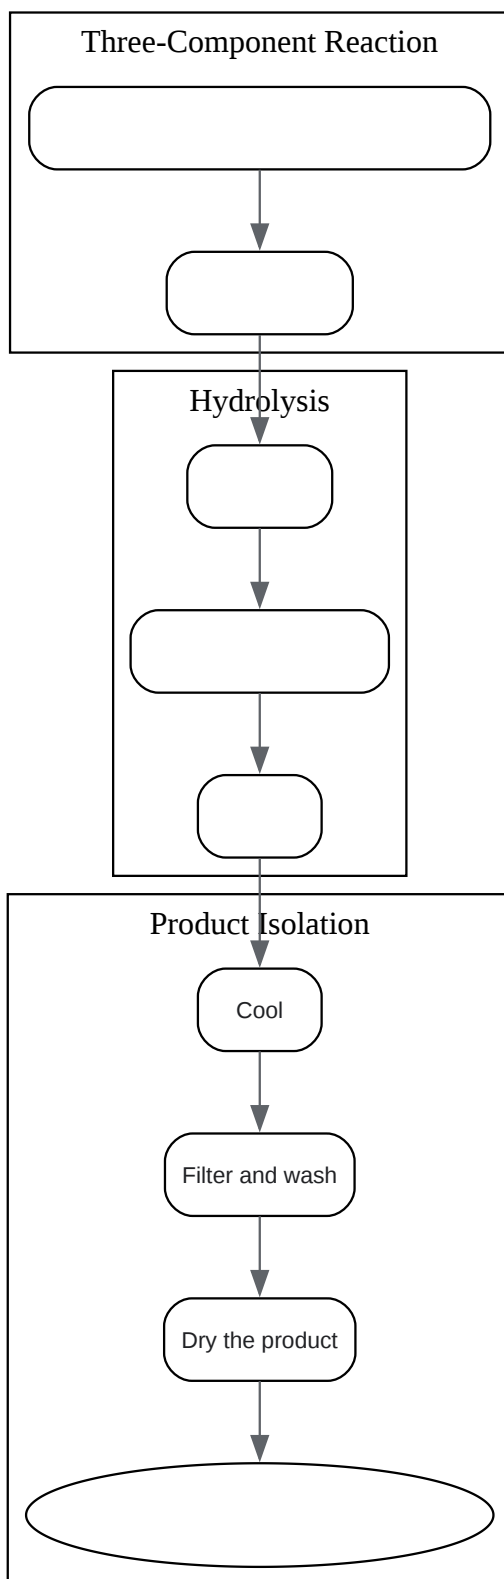 Three-Component Reaction
Hydrolysis
Product Isolation
Cool
Filter and wash
Dry the product